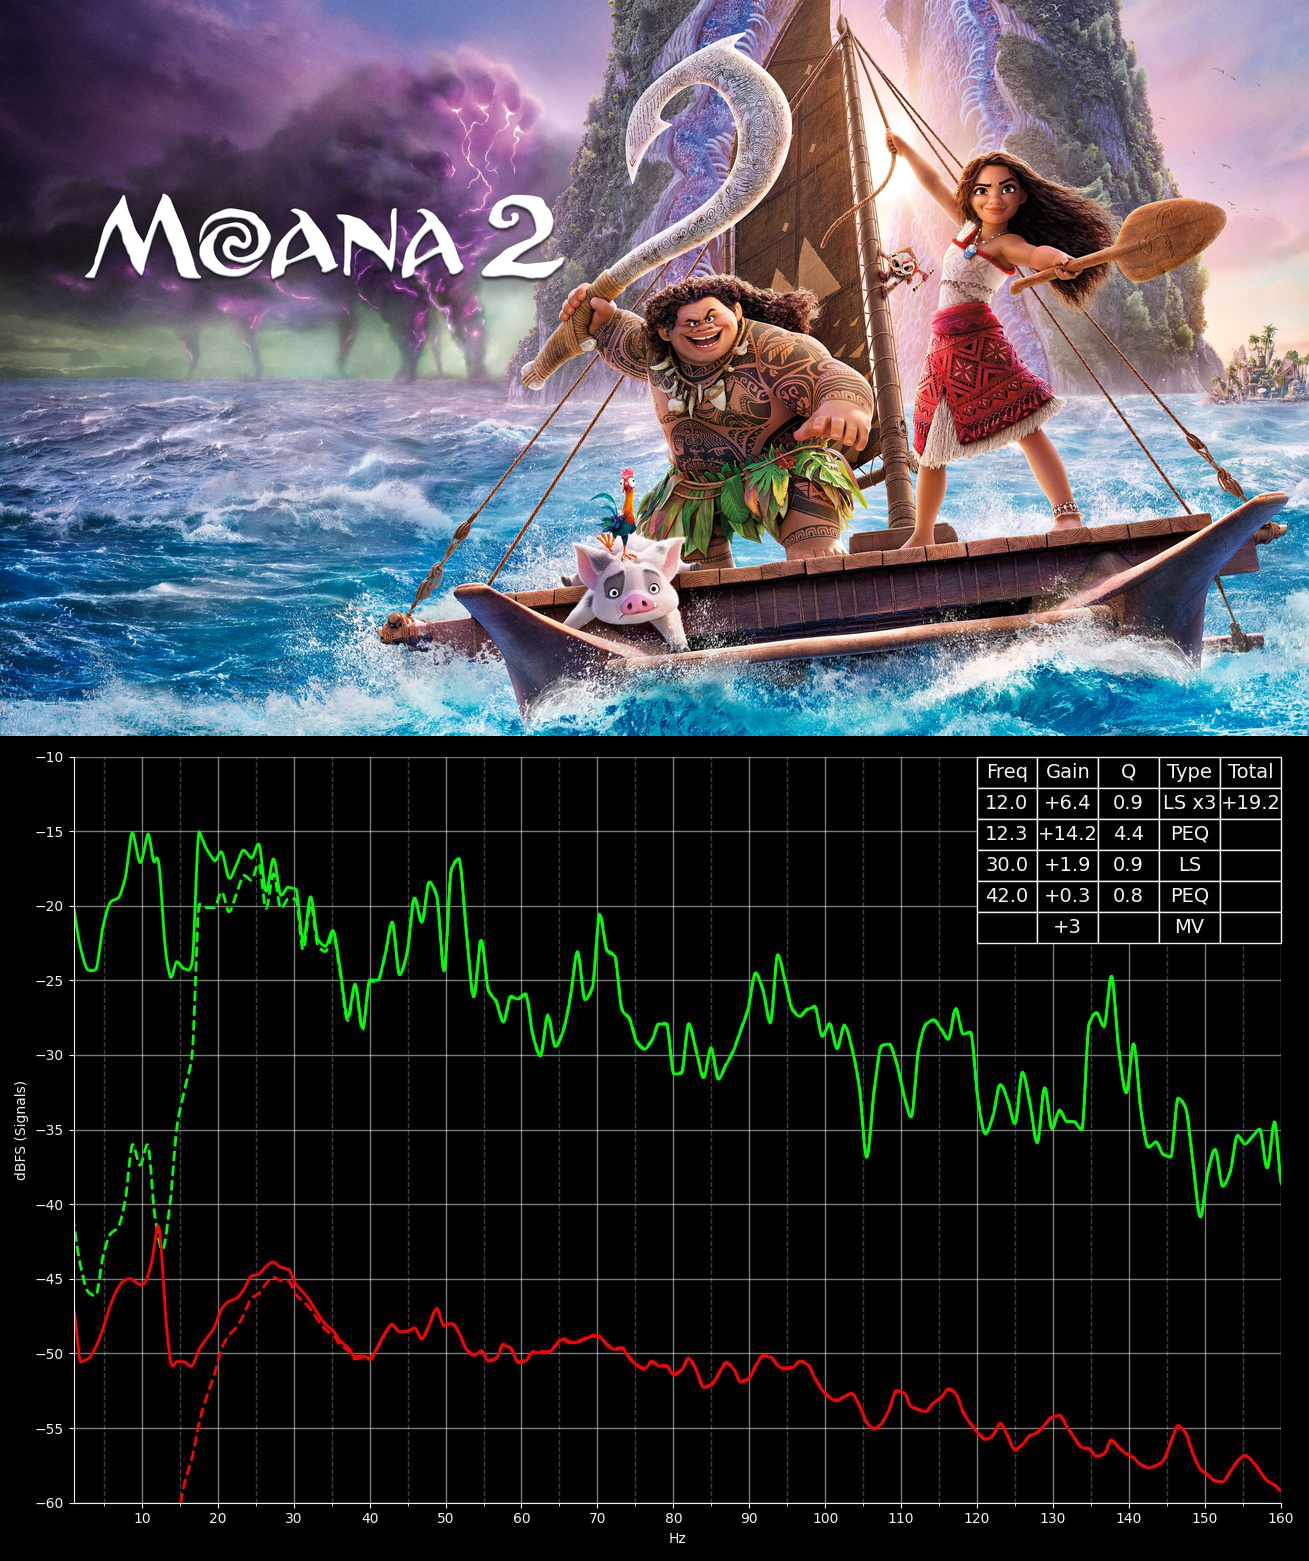 MOANA 2
Freq Gain Q Type Total
12.0 +6.4 0.9 LS x3 +19.2
12.3 +14.2 4.4 PEQ
30.0 +1.9 0.9 LS
42.0 +0.3 0.8 PEQ
+3 MV
−10
−15
−20
−25
−30
−35
−40
−45
−50
−55
−60
dBFS (Signals)
10 20 30 40 50 60 70 80 90 100 110 120 130 140 150 160
Hz